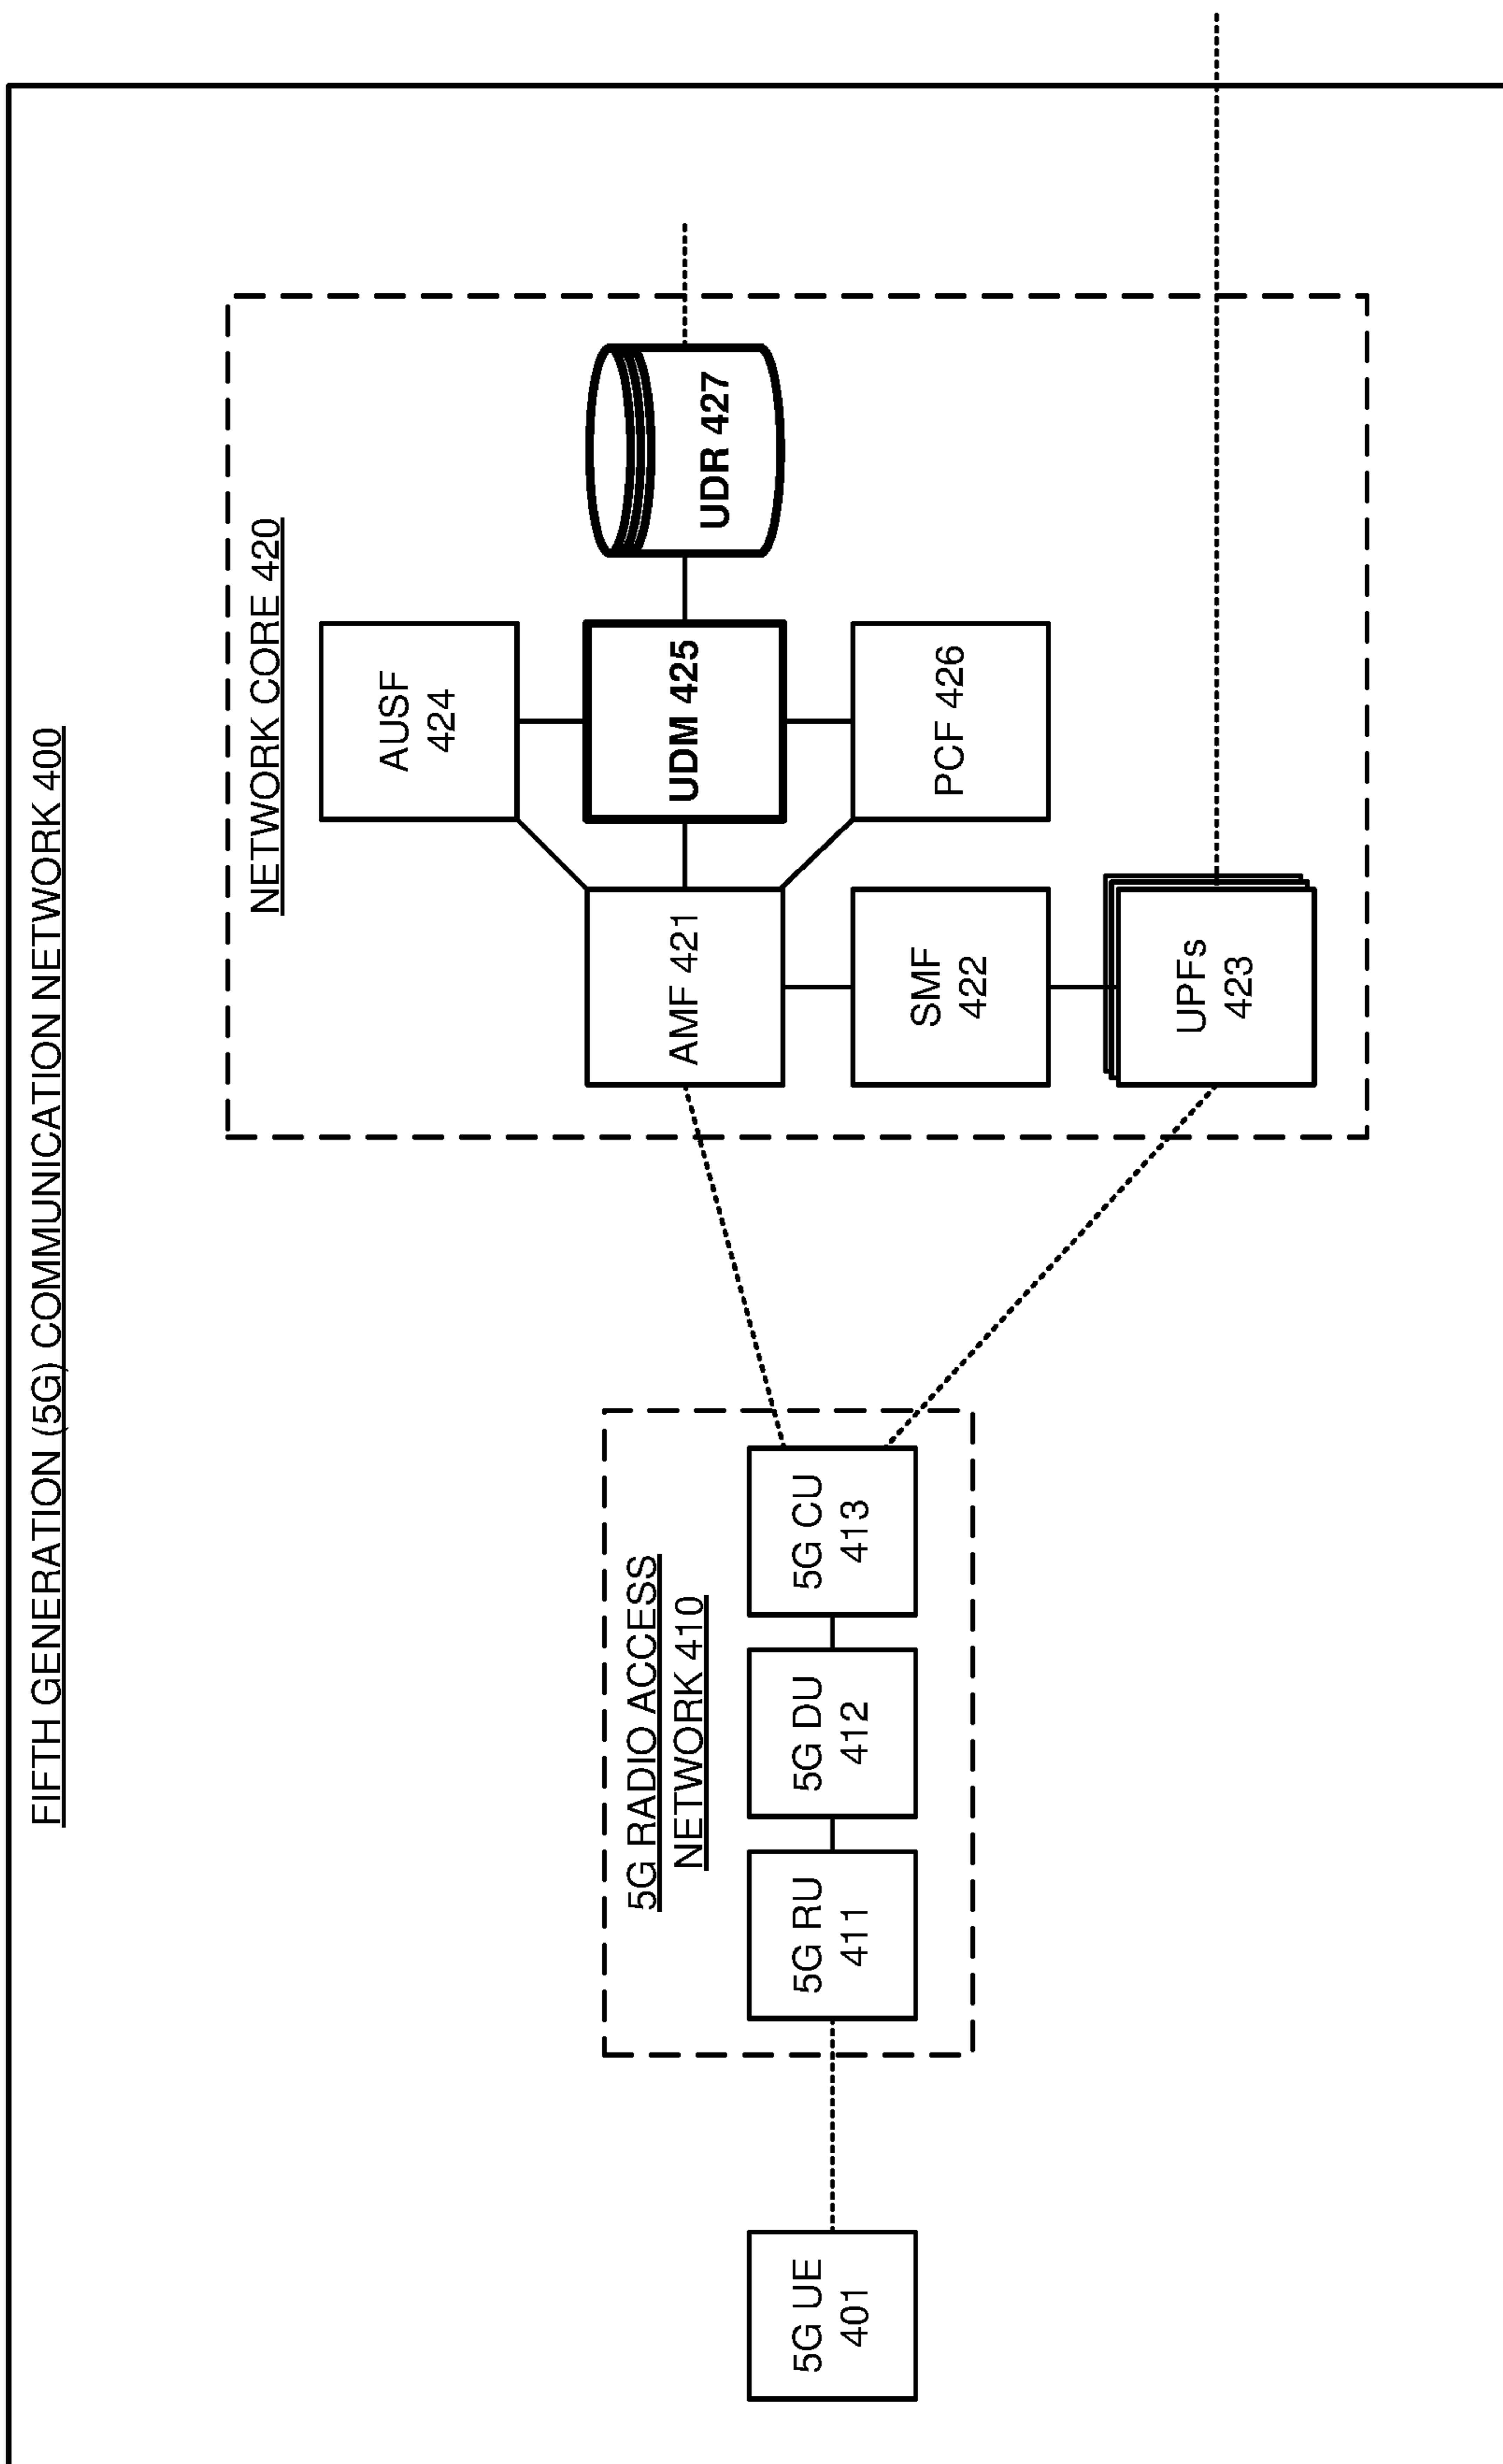 FIFTH GENERATION (5G) COMMUNICATION NETWORK 400
NETWORK CORE 420
AUSF
424
UDM 425
UDR 427
AMF 421
PCF 426
SMF
422
UPFs
423
5G RADIO ACCESS
NETWORK 410
5G UE
401
5G RU
411
5G DU
412
5G CU
413